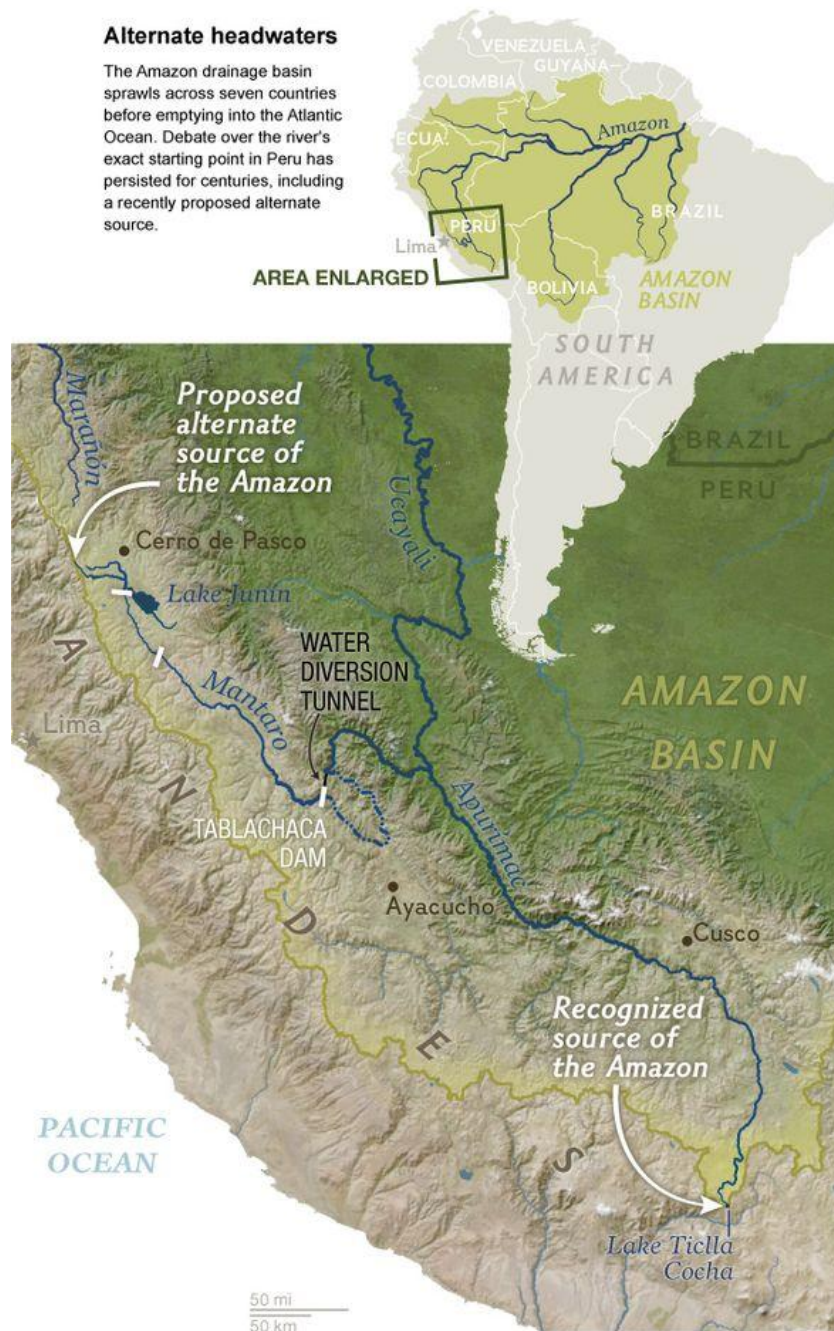 Alternate headwaters
The Amazon drainage basin
sprawls across seven countries
before emptying into the Atlantic
Ocean. Debate over the river's
exact starting point in Peru has
persisted for centuries, including
a recently proposed alternate
source.
VENEZUELA
GUYANA
COLOMBIA
ECUA.
Amazon
BRAZIL
PERU
Lima
AREA ENLARGED
BOLIVIA
AMAZON
BASIN
SOUTH
AMERICA
Marañón
Proposed
alternate
source of
the Amazon
Ucayali
BRAZIL
PERU
Cerro de Pasco
Lake Junín
WATER
DIVERSION
TUNNEL
Mantaro
AMAZON
BASIN
Lima
TABLACHACA
DAM
Apurímac
Ayacucho
Cusco
ANDES
Recognized
source of
the Amazon
PACIFIC
OCEAN
Lake Ticlla
Cocha
50 mi
50 km